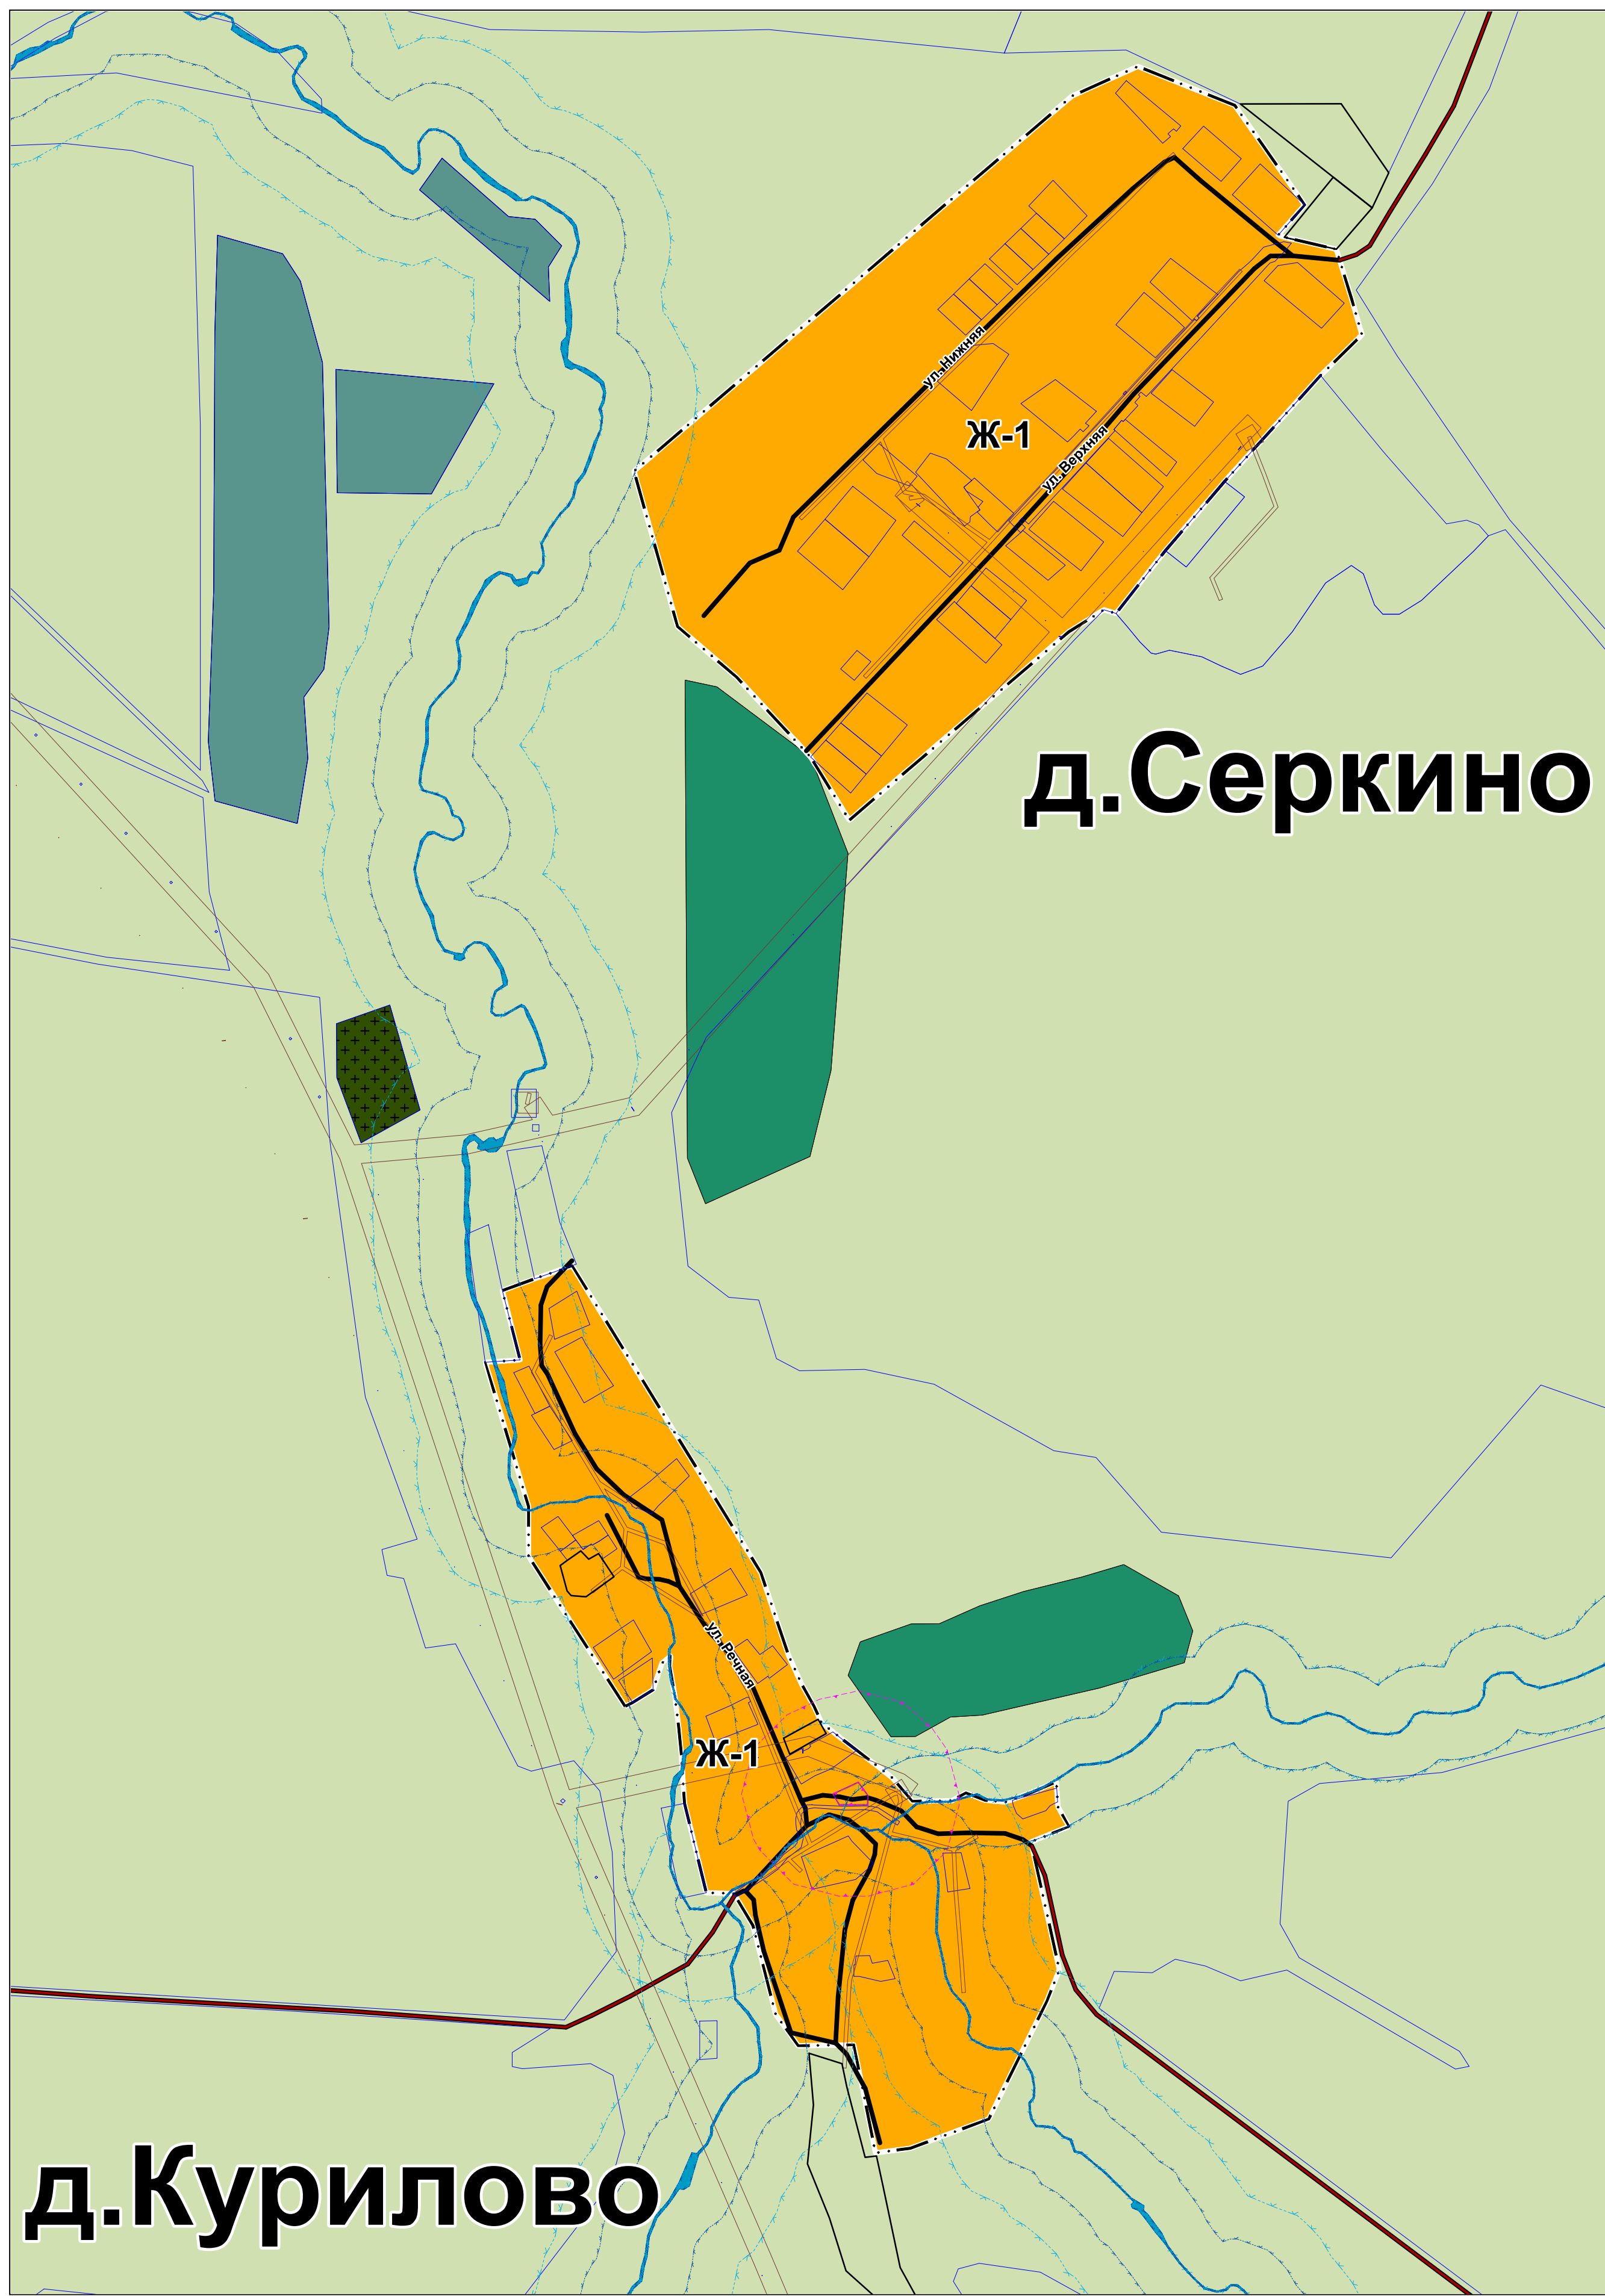 ул. Нижняя
Ж-1
ул. Верхняя
д.Серкино
ул. Речная
Ж-1
д.Курилово